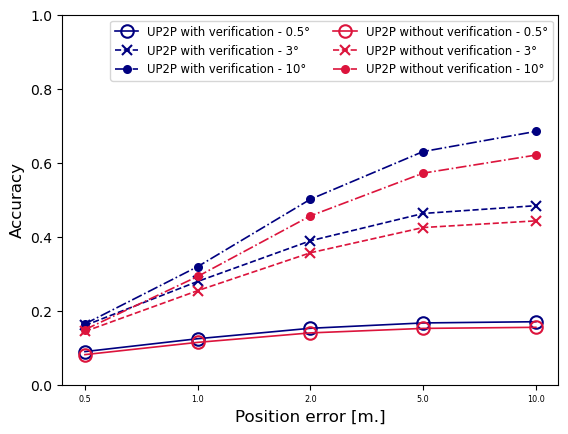 1.0
0.8
0.6
0.4
0.2
0.0
Accuracy
UP2P with verification - 0.5°
UP2P with verification - 3°
UP2P with verification - 10°
UP2P without verification - 0.5°
UP2P without verification - 3°
UP2P without verification - 10°
0.5 1.0 2.0 5.0 10.0
Position error [m.]